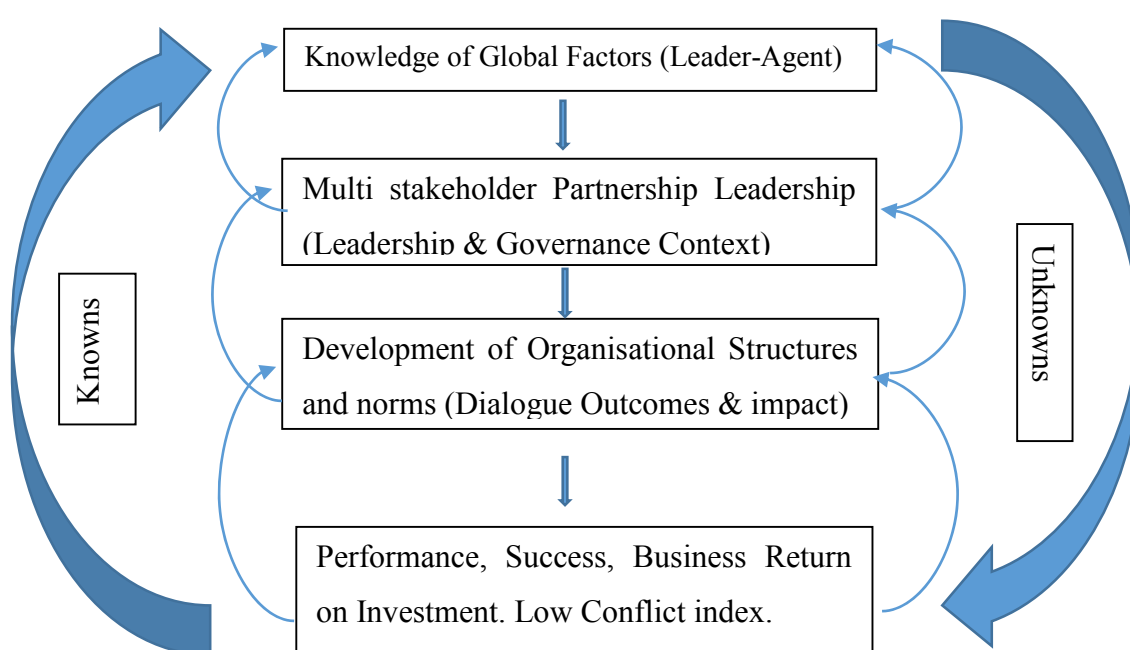 Knowledge of Global Factors (Leader-Agent)
Multi stakeholder Partnership Leadership
(Leadership & Governance Context)
Knowns
Unknowns
Development of Organisational Structures
and norms (Dialogue Outcomes & impact)
Performance, Success, Business Return
on Investment. Low Conflict index.